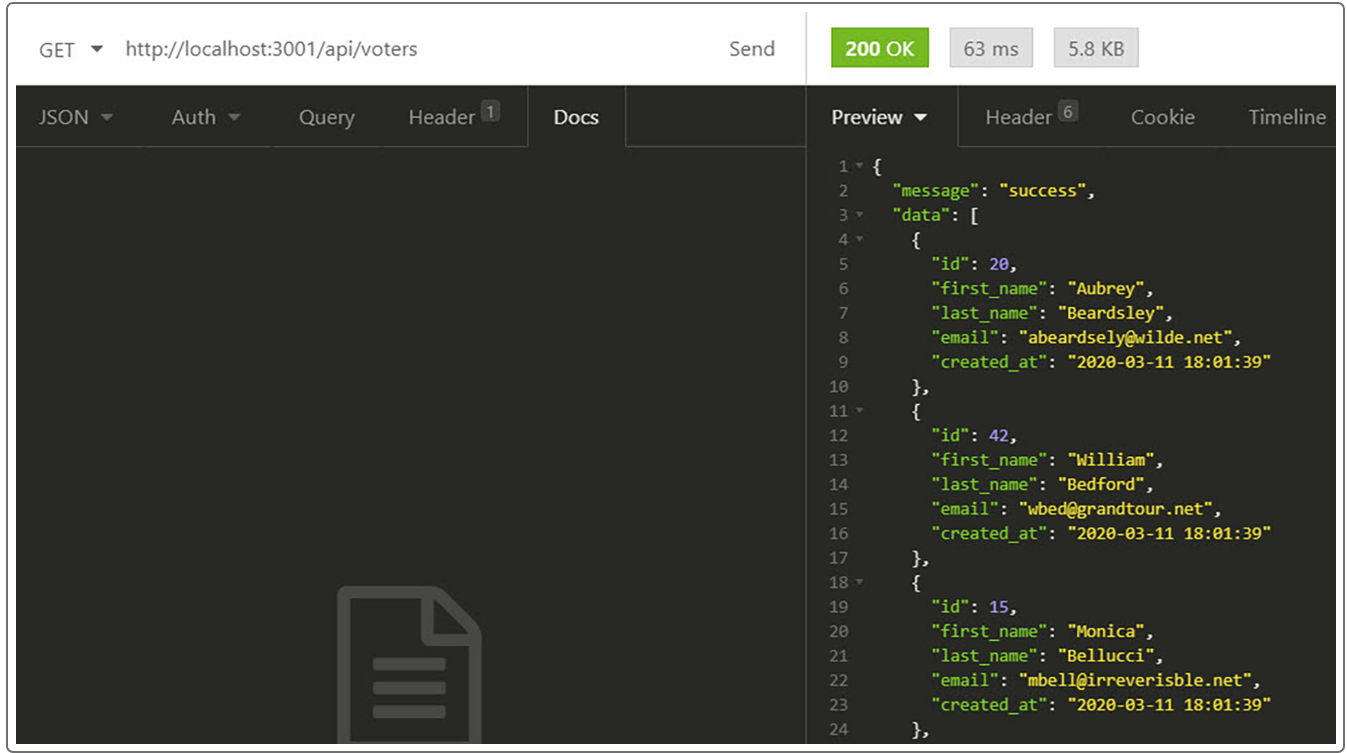 GET http://localhost:3001/api/voters Send
200 OK 63 ms 5.8 KB
JSON Auth Query Header 1 Docs
Preview Header 6 Cookie Timeline
1 {
2 "message": "success",
3 "data": [
4 {
5 "id": 20,
6 "first_name": "Aubrey",
7 "last_name": "Beardsley",
8 "email": "abeardsely@wilde.net",
9 "created_at": "2020-03-11 18:01:39"
10 },
11 {
12 "id": 42,
13 "first_name": "William",
14 "last_name": "Bedford",
15 "email": "wbed@grandtour.net",
16 "created_at": "2020-03-11 18:01:39"
17 },
18 {
19 "id": 15,
20 "first_name": "Monica",
21 "last_name": "Bellucci",
22 "email": "mbell@irreverisble.net",
23 "created_at": "2020-03-11 18:01:39"
24 },